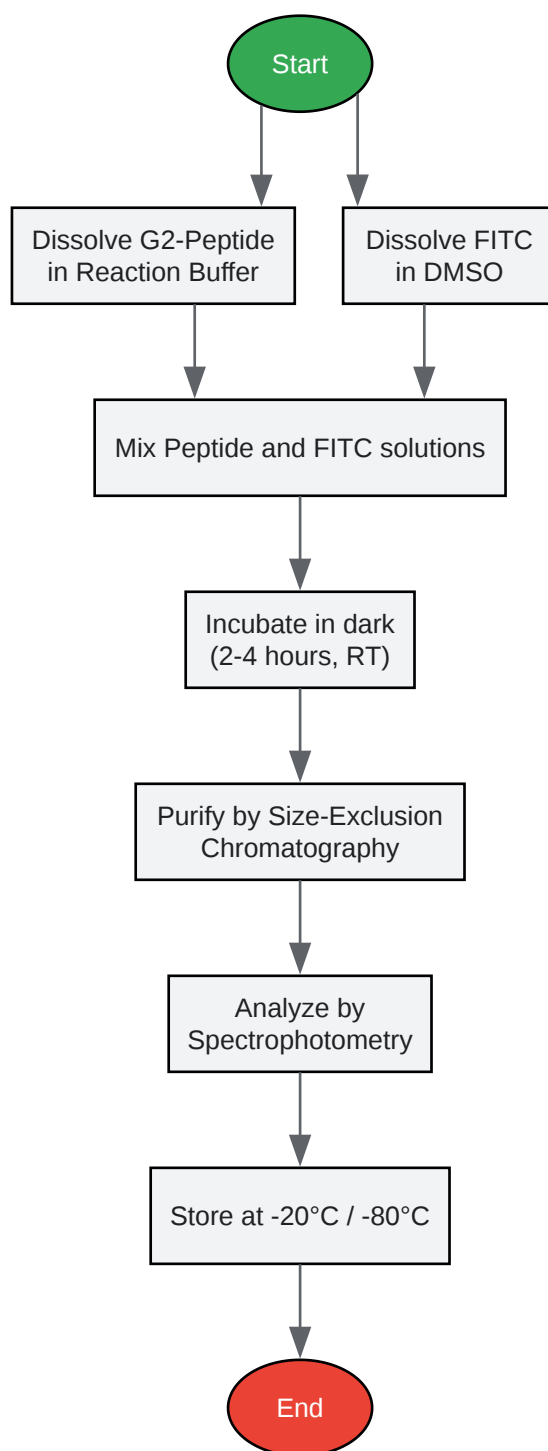 Start
Dissolve G2-Peptide
in Reaction Buffer
Dissolve FITC
in DMSO
Mix Peptide and FITC solutions
Incubate in dark
(2-4 hours, RT)
Purify by Size-Exclusion
Chromatography
Analyze by
Spectrophotometry
Store at -20°C / -80°C
End